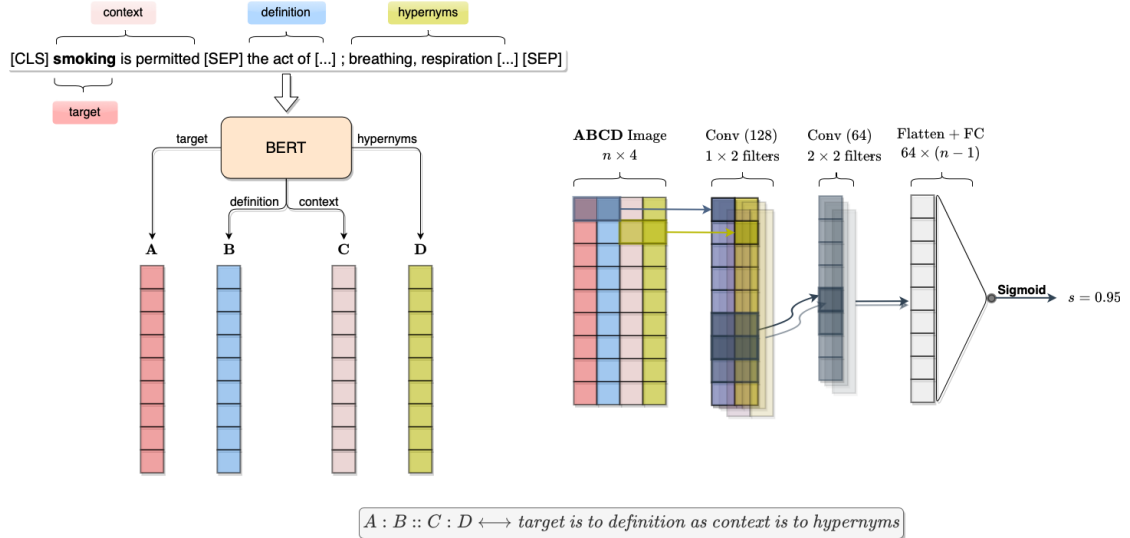 context definition hypernyms
[CLS] smoking is permitted [SEP] the act of [...] ; breathing, respiration [...] [SEP]
target
target BERT hypernyms
definition context
A B C D
ABCD Image
n × 4
Conv (128)
1 × 2 filters
Conv (64)
2 × 2 filters
Flatten + FC
64 × (n − 1)
Sigmoid
s = 0.95
A : B :: C : D ⟷ target is to definition as context is to hypernyms